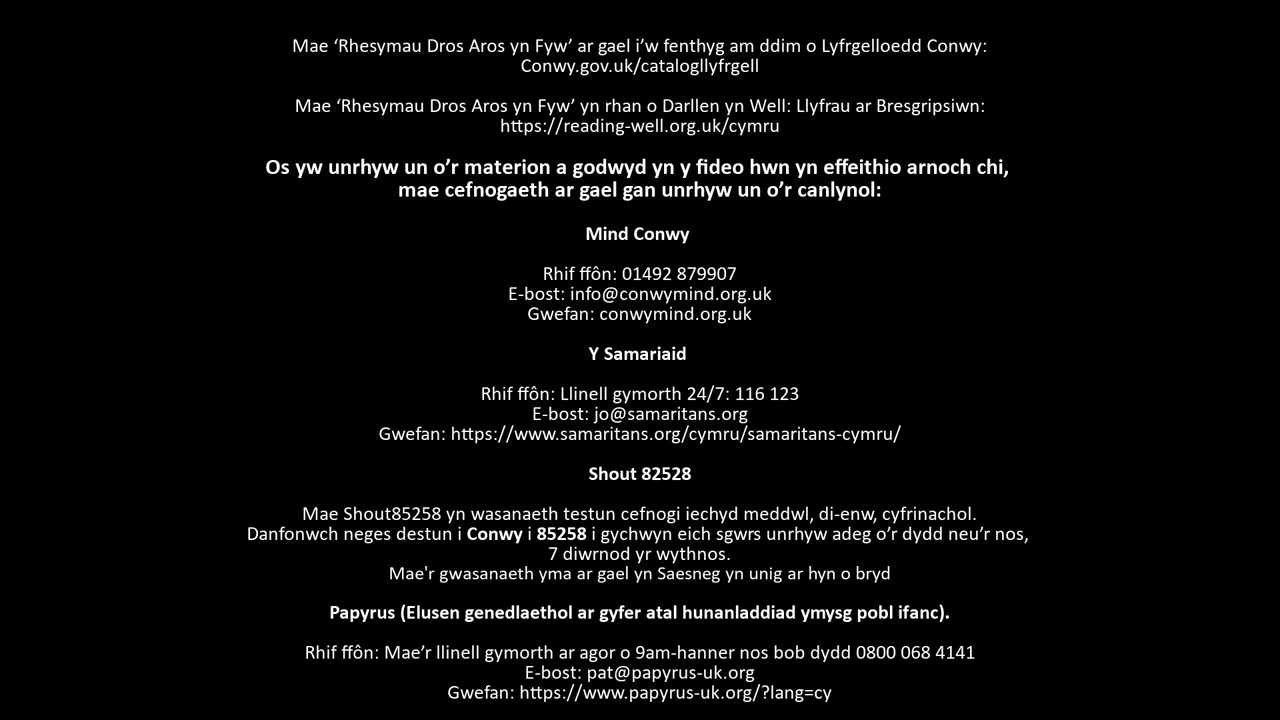 Mae ‘Rhesymau Dros Aros yn Fyw’ ar gael i’w fenthyg am ddim o Lyfrgelloedd Conwy:
Conwy.gov.uk/catalogllyfrgell
Mae ‘Rhesymau Dros Aros yn Fyw’ yn rhan o Darllen yn Well: Llyfrau ar Bresgripsiwn:
https://reading-well.org.uk/cymru
Os yw unrhyw un o’r materion a godwyd yn y fideo hwn yn effeithio arnoch chi,
mae cefnogaeth ar gael gan unrhyw un o’r canlynol:
Mind Conwy
Rhif ffôn: 01492 879907
E-bost: info@conwymind.org.uk
Gwefan: conwymind.org.uk
Y Samariaid
Rhif ffôn: Llinell gymorth 24/7: 116 123
E-bost: jo@samaritans.org
Gwefan: https://www.samaritans.org/cymru/samaritans-cymru/
Shout 82528
Mae Shout85258 yn wasanaeth testun cefnogi iechyd meddwl, di-enw, cyfrinachol.
Danfonwch neges destun i Conwy i 85258 i gychwyn eich sgwrs unrhyw adeg o’r dydd neu’r nos,
7 diwrnod yr wythnos.
Mae'r gwasanaeth yma ar gael yn Saesneg yn unig ar hyn o bryd
Papyrus (Elusen genedlaethol ar gyfer atal hunanladdiad ymysg pobl ifanc).
Rhif ffôn: Mae’r llinell gymorth ar agor o 9am-hanner nos bob dydd 0800 068 4141
E-bost: pat@papyrus-uk.org
Gwefan: https://www.papyrus-uk.org/?lang=cy